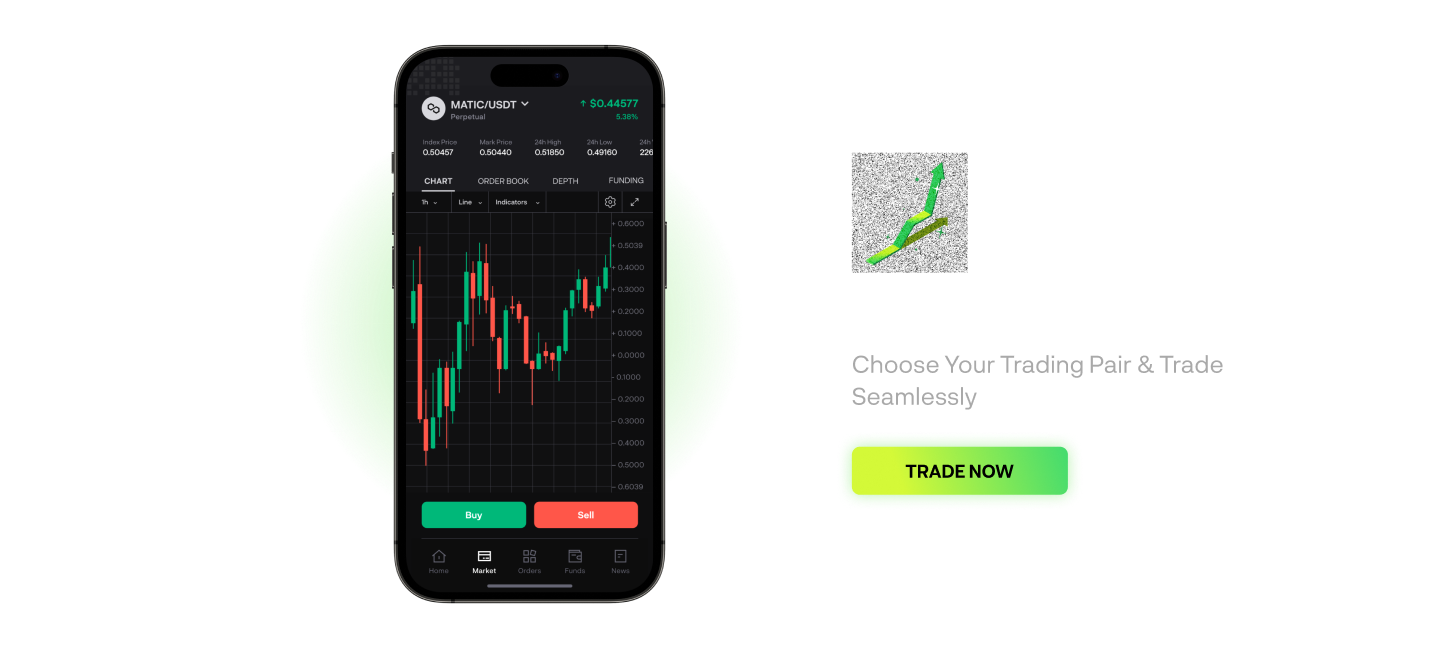 MATIC/USDT
Perpetual
↑ $0.44577
5.38%
Index Price Mark Price 24h High 24h Low 24h
0.50457 0.50440 0.51850 0.49160 226
CHART ORDER BOOK DEPTH FUNDING
1h Line Indicators
+ 0.6000
+ 0.5039
+ 0.4000
+ 0.3000
+ 0.2000
+ 0.1000
+ 0.0000
- 0.1000
- 0.2000
- 0.3000
- 0.4000
- 0.5000
- 0.6039
Buy Sell
Home Market Orders Funds News
Choose Your Trading Pair & Trade
Seamlessly
TRADE NOW